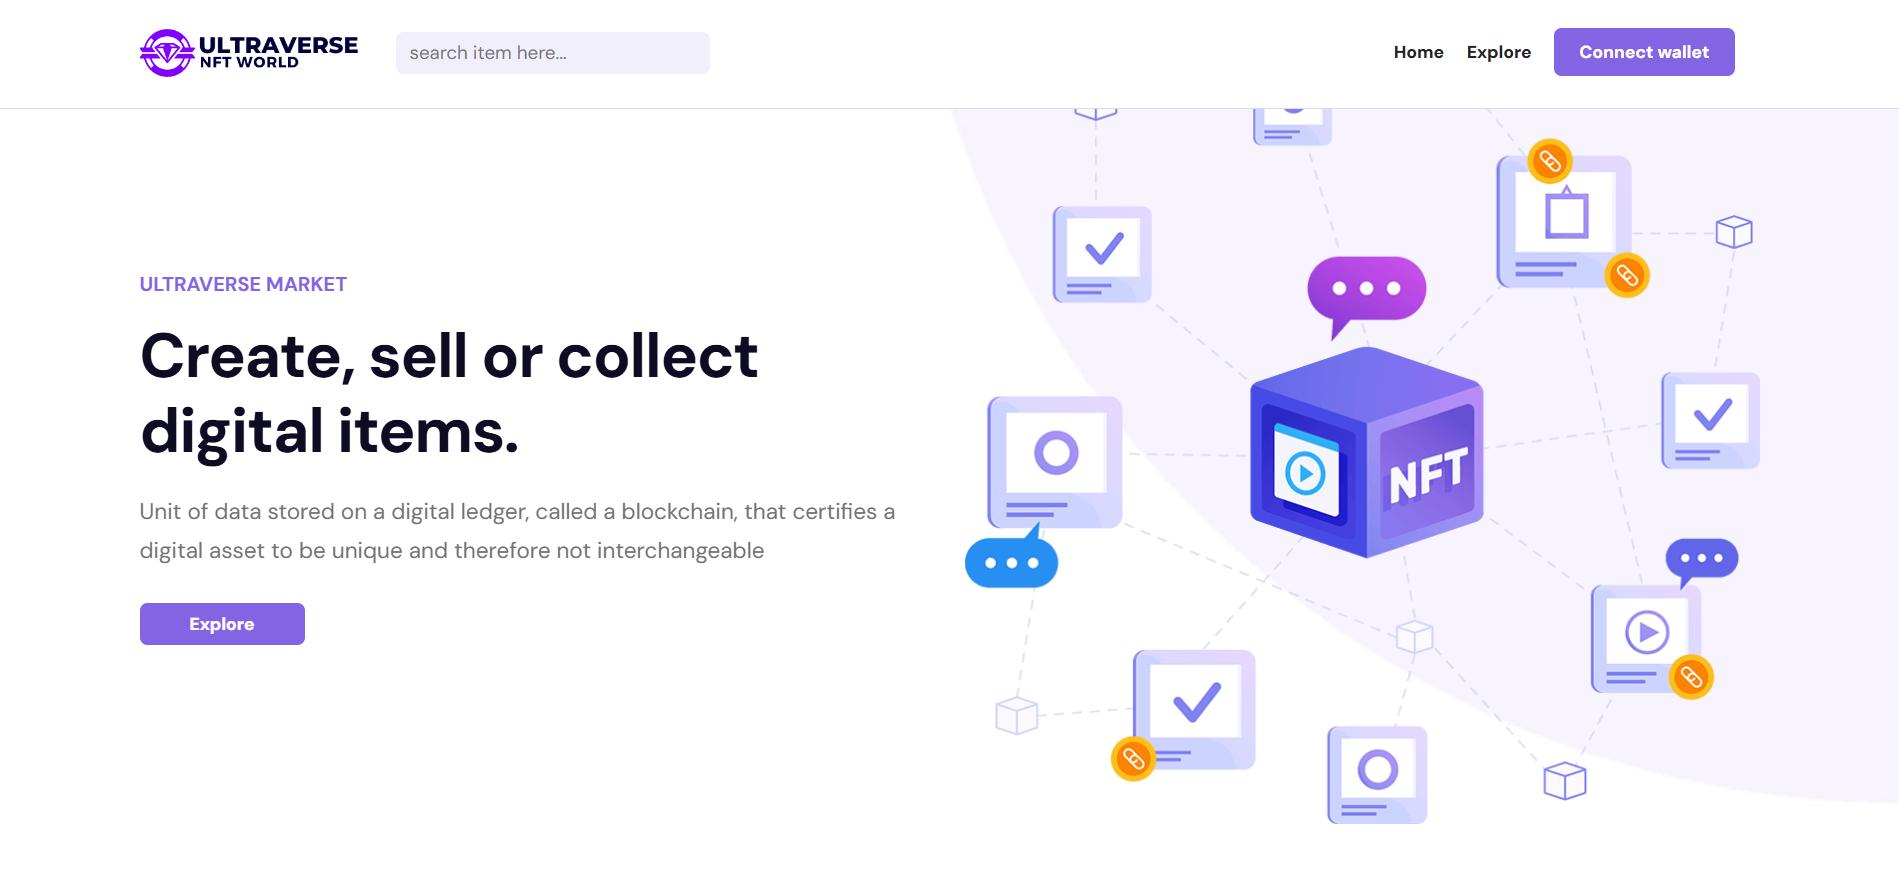 ULTRAVERSE
NFT WORLD
search item here...
Home
Explore
Connect wallet
ULTRAVERSE MARKET
Create, sell or collect
digital items.
Unit of data stored on a digital ledger, called a blockchain, that certifies a
digital asset to be unique and therefore not interchangeable
Explore
NFT